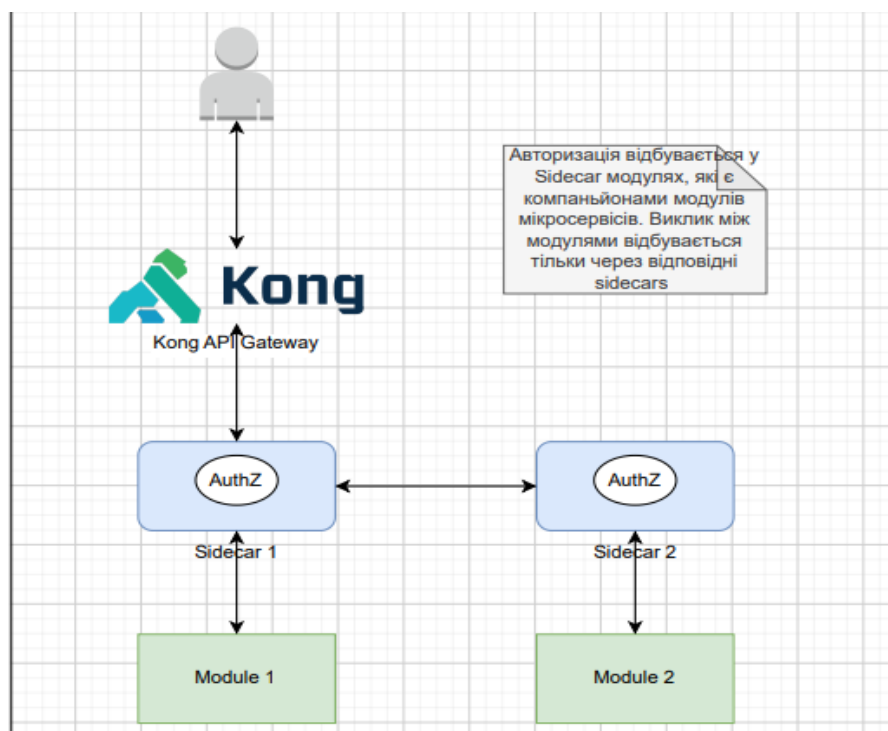 Авторизація відбувається у
Sidecar модулях, які є
компаньйонами модулів
мікросервісів. Виклик між
модулями відбувається
тільки через відповідні
sidecars
Kong
Kong API Gateway
AuthZ
AuthZ
Sidecar 1
Sidecar 2
Module 1
Module 2